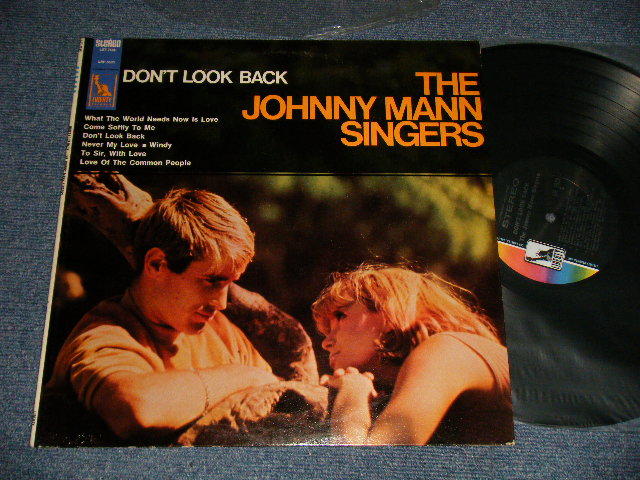 STEREO
LIBERTY
DON'T LOOK BACK
THE
JOHNNY MANN
SINGERS
What The World Needs Now Is Love
Come Softly To Me
Don't Look Back
Never My Love ■ Windy
To Sir, With Love
Love Of The Common People
STEREO